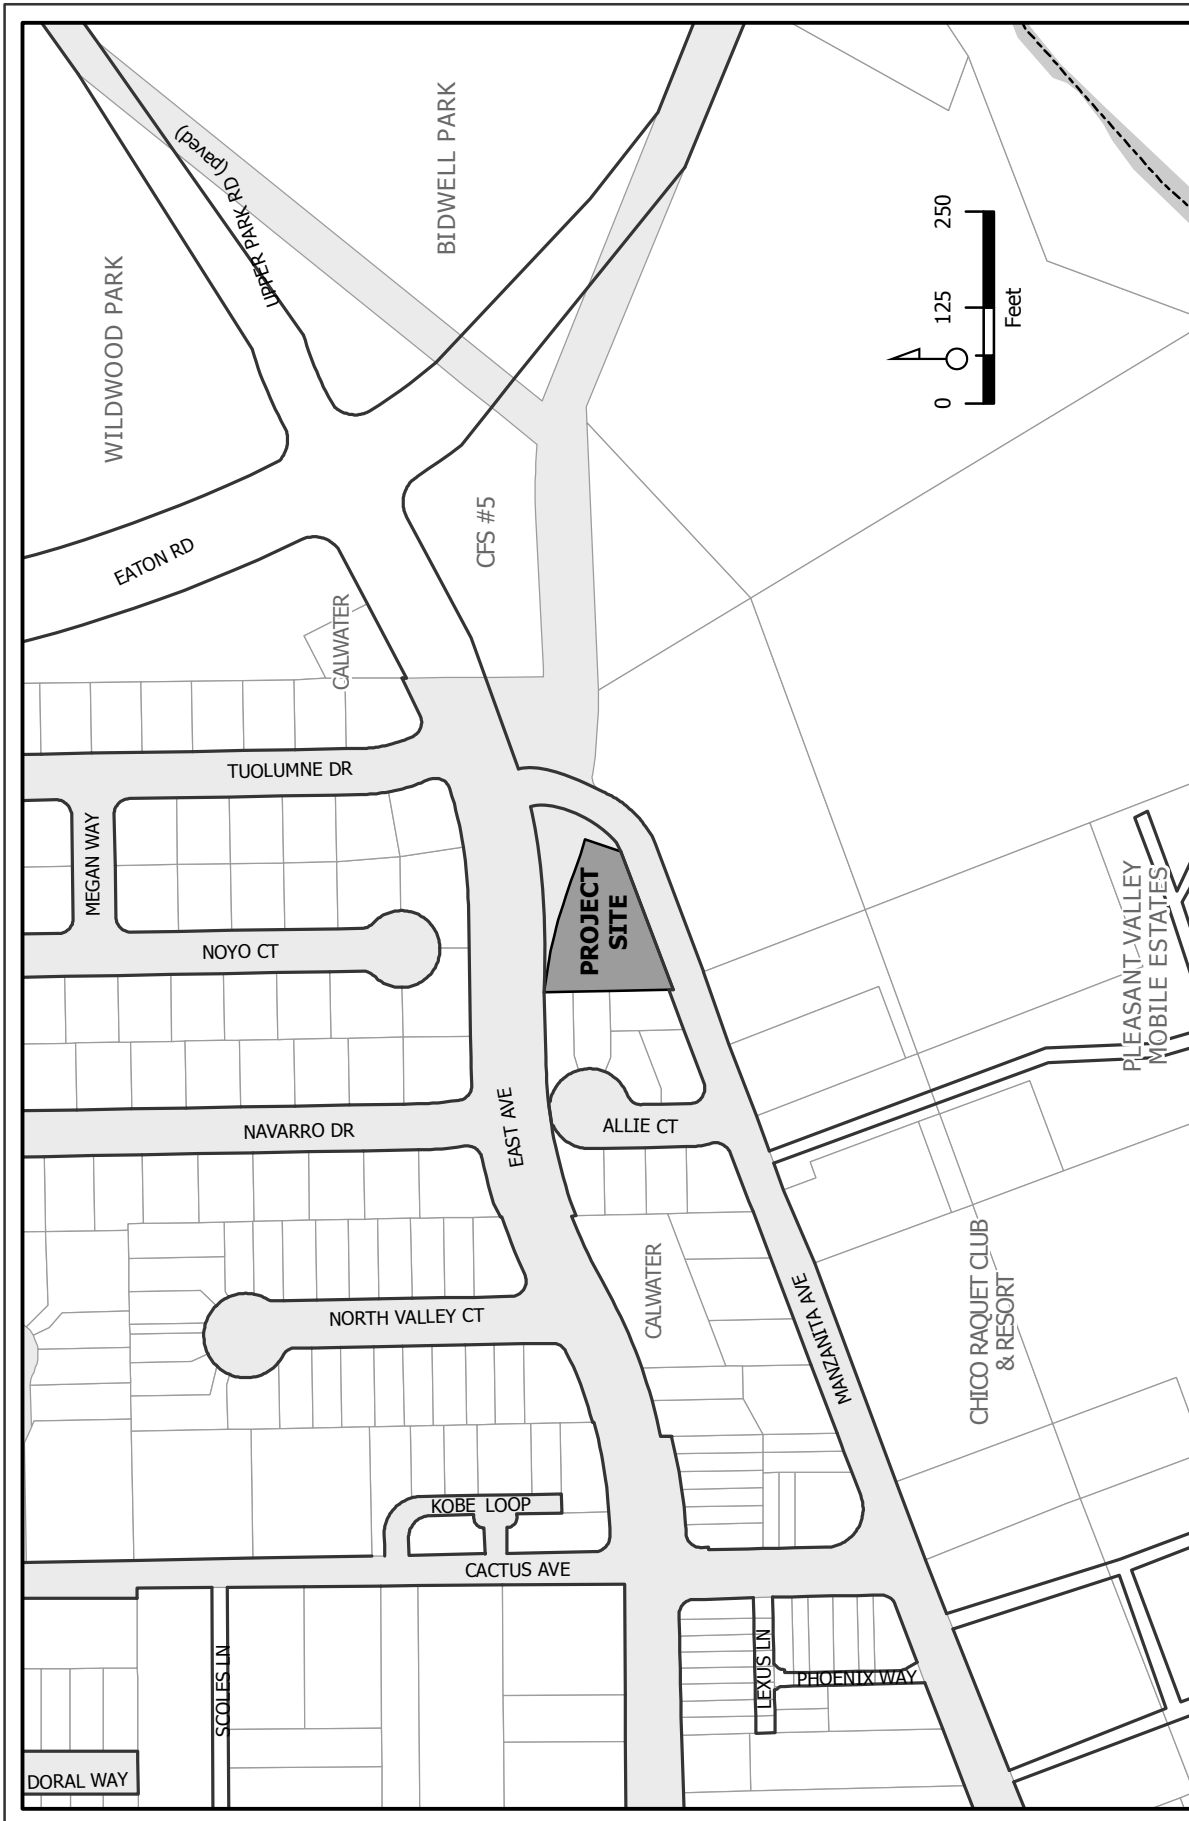 WILDWOOD PARK
UPPER PARK RD (paved)
BIDWELL PARK
EATON RD
CFS #5
CALWATER
0
125
250
Feet
TUOLUMNE DR
MEGAN WAY
NOYO CT
PROJECT
SITE
PLEASANT VALLEY
MOBILE ESTATES
NAVARRO DR
EAST AVE
ALLIE CT
NORTH VALLEY CT
CALWATER
MANZANITA AVE
CHICO RAQUET CLUB
& RESORT
KOBE LOOP
CACTUS AVE
SCOLES LN
LEXUS LN
PHOENIX WAY
DORAL WAY